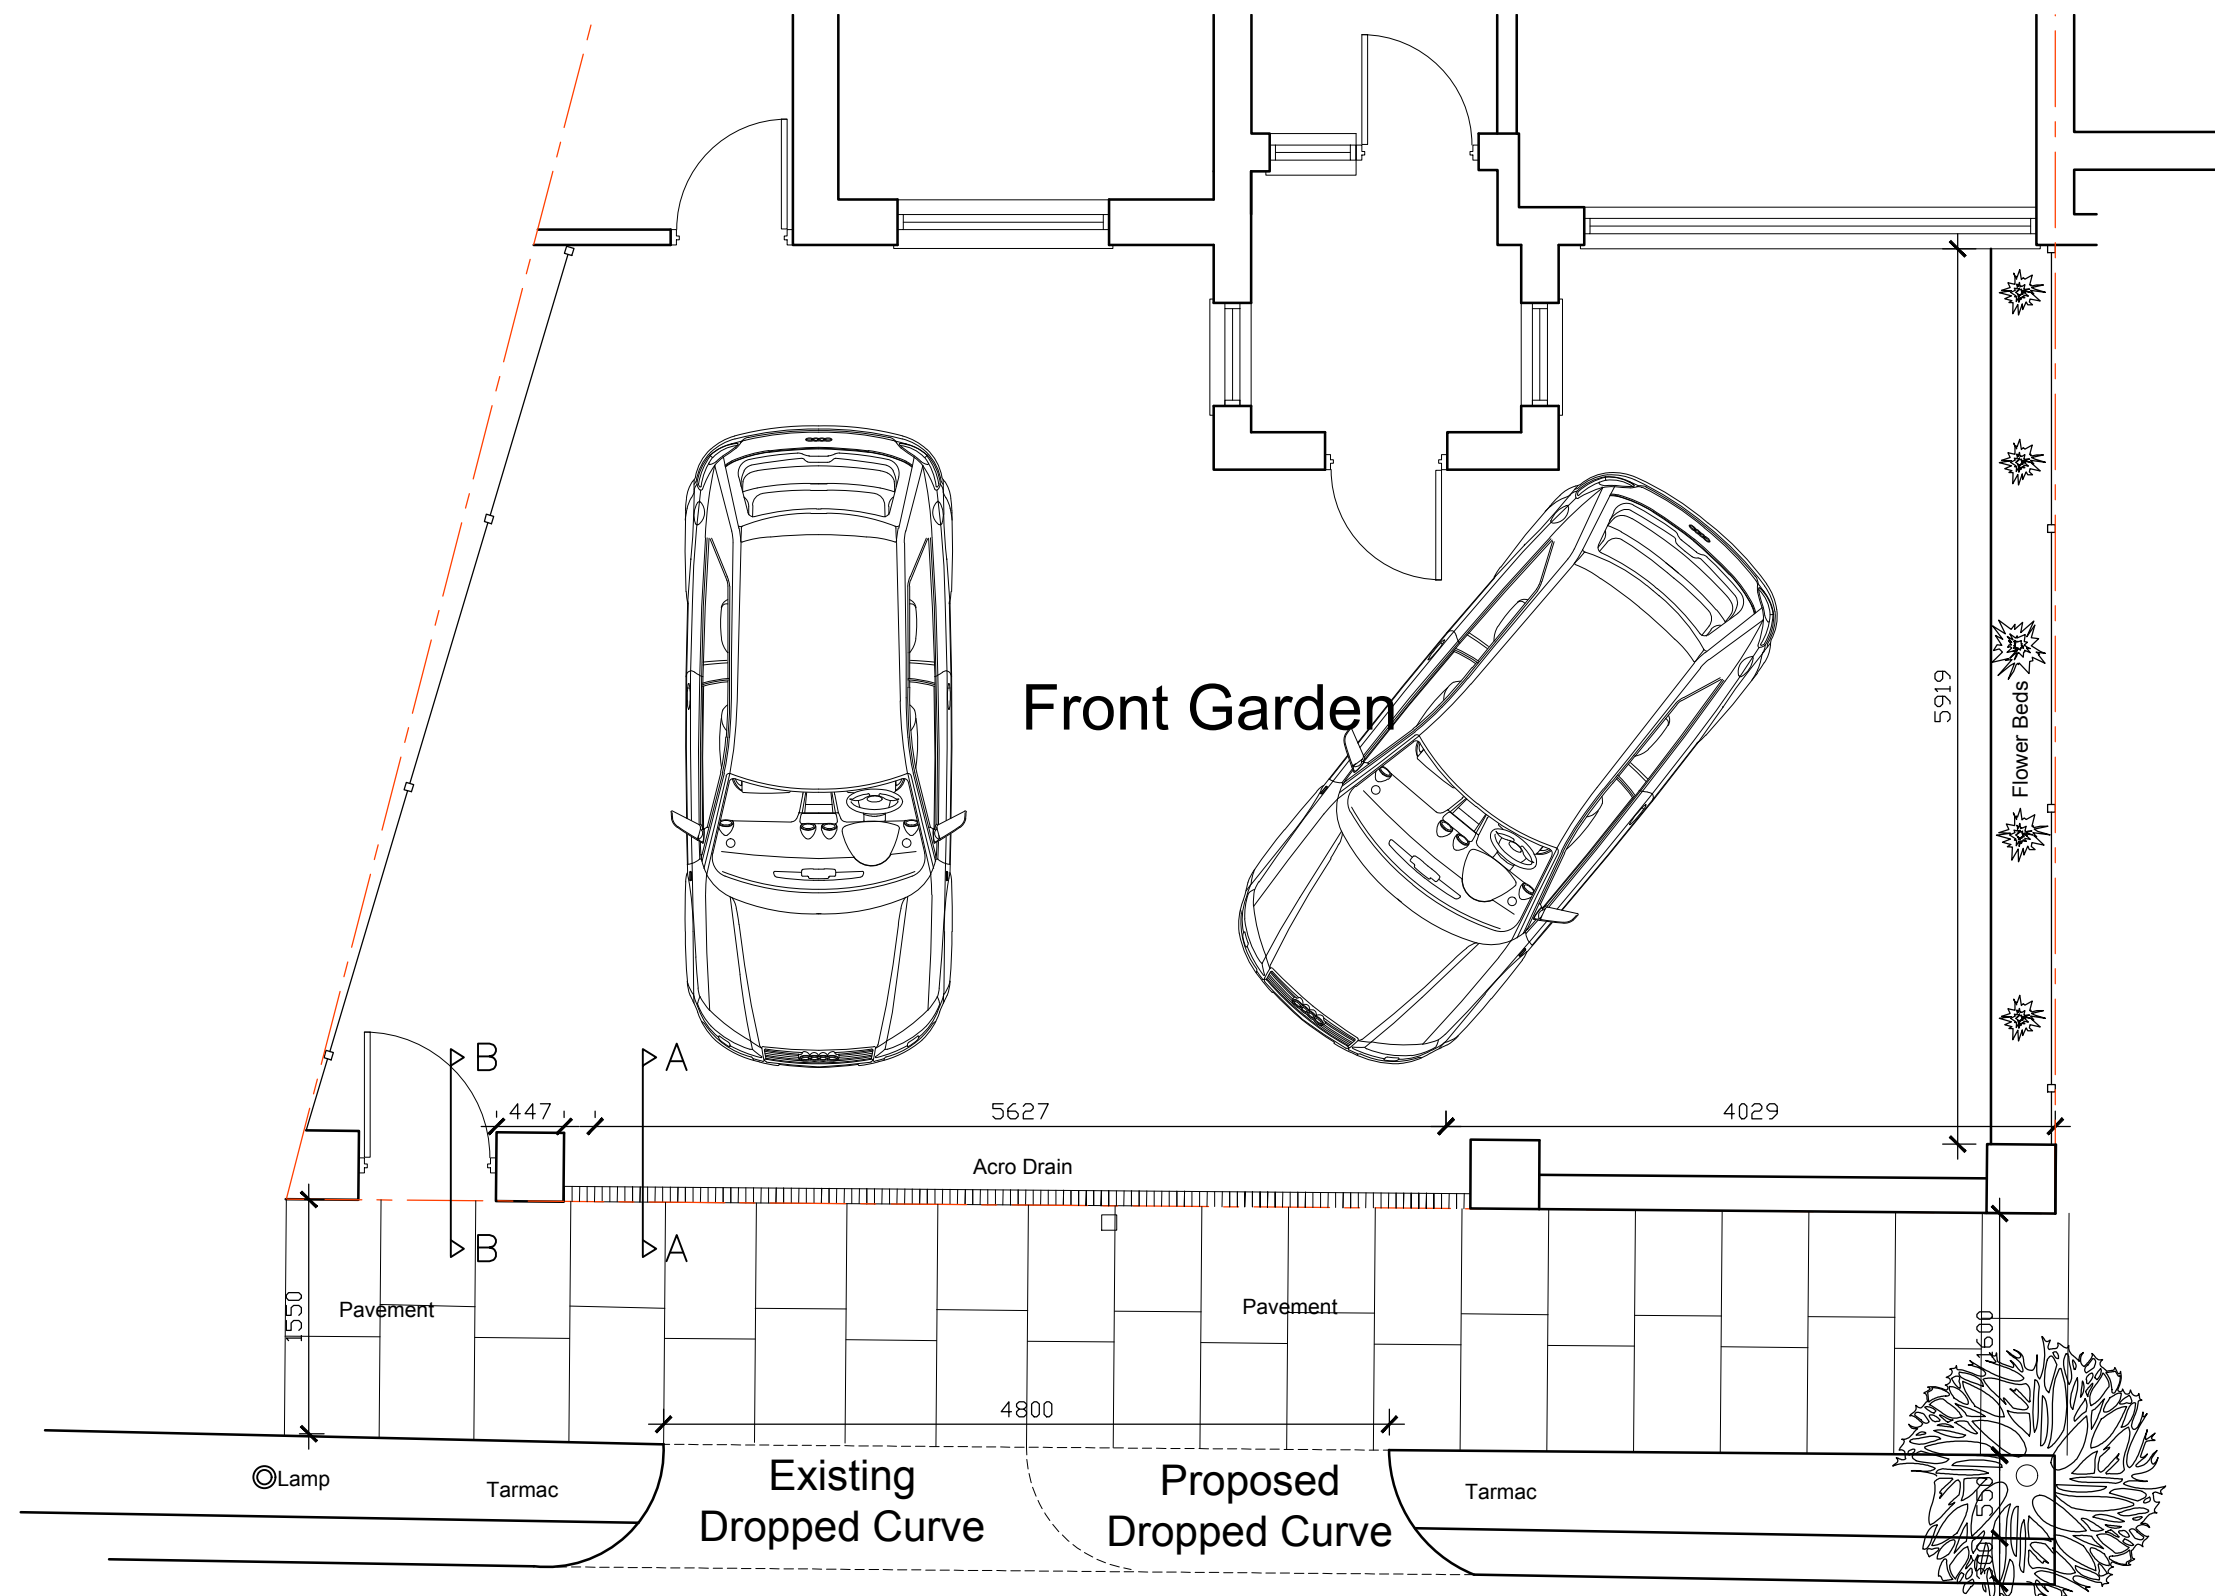 Front Garden
5919
Flower Beds
B
A
447
5627
4029
Acro Drain
B
A
1550
Pavement
Pavement
1600
4800
Lamp
Tarmac
Existing
Dropped Curve
Proposed
Dropped Curve
Tarmac
550